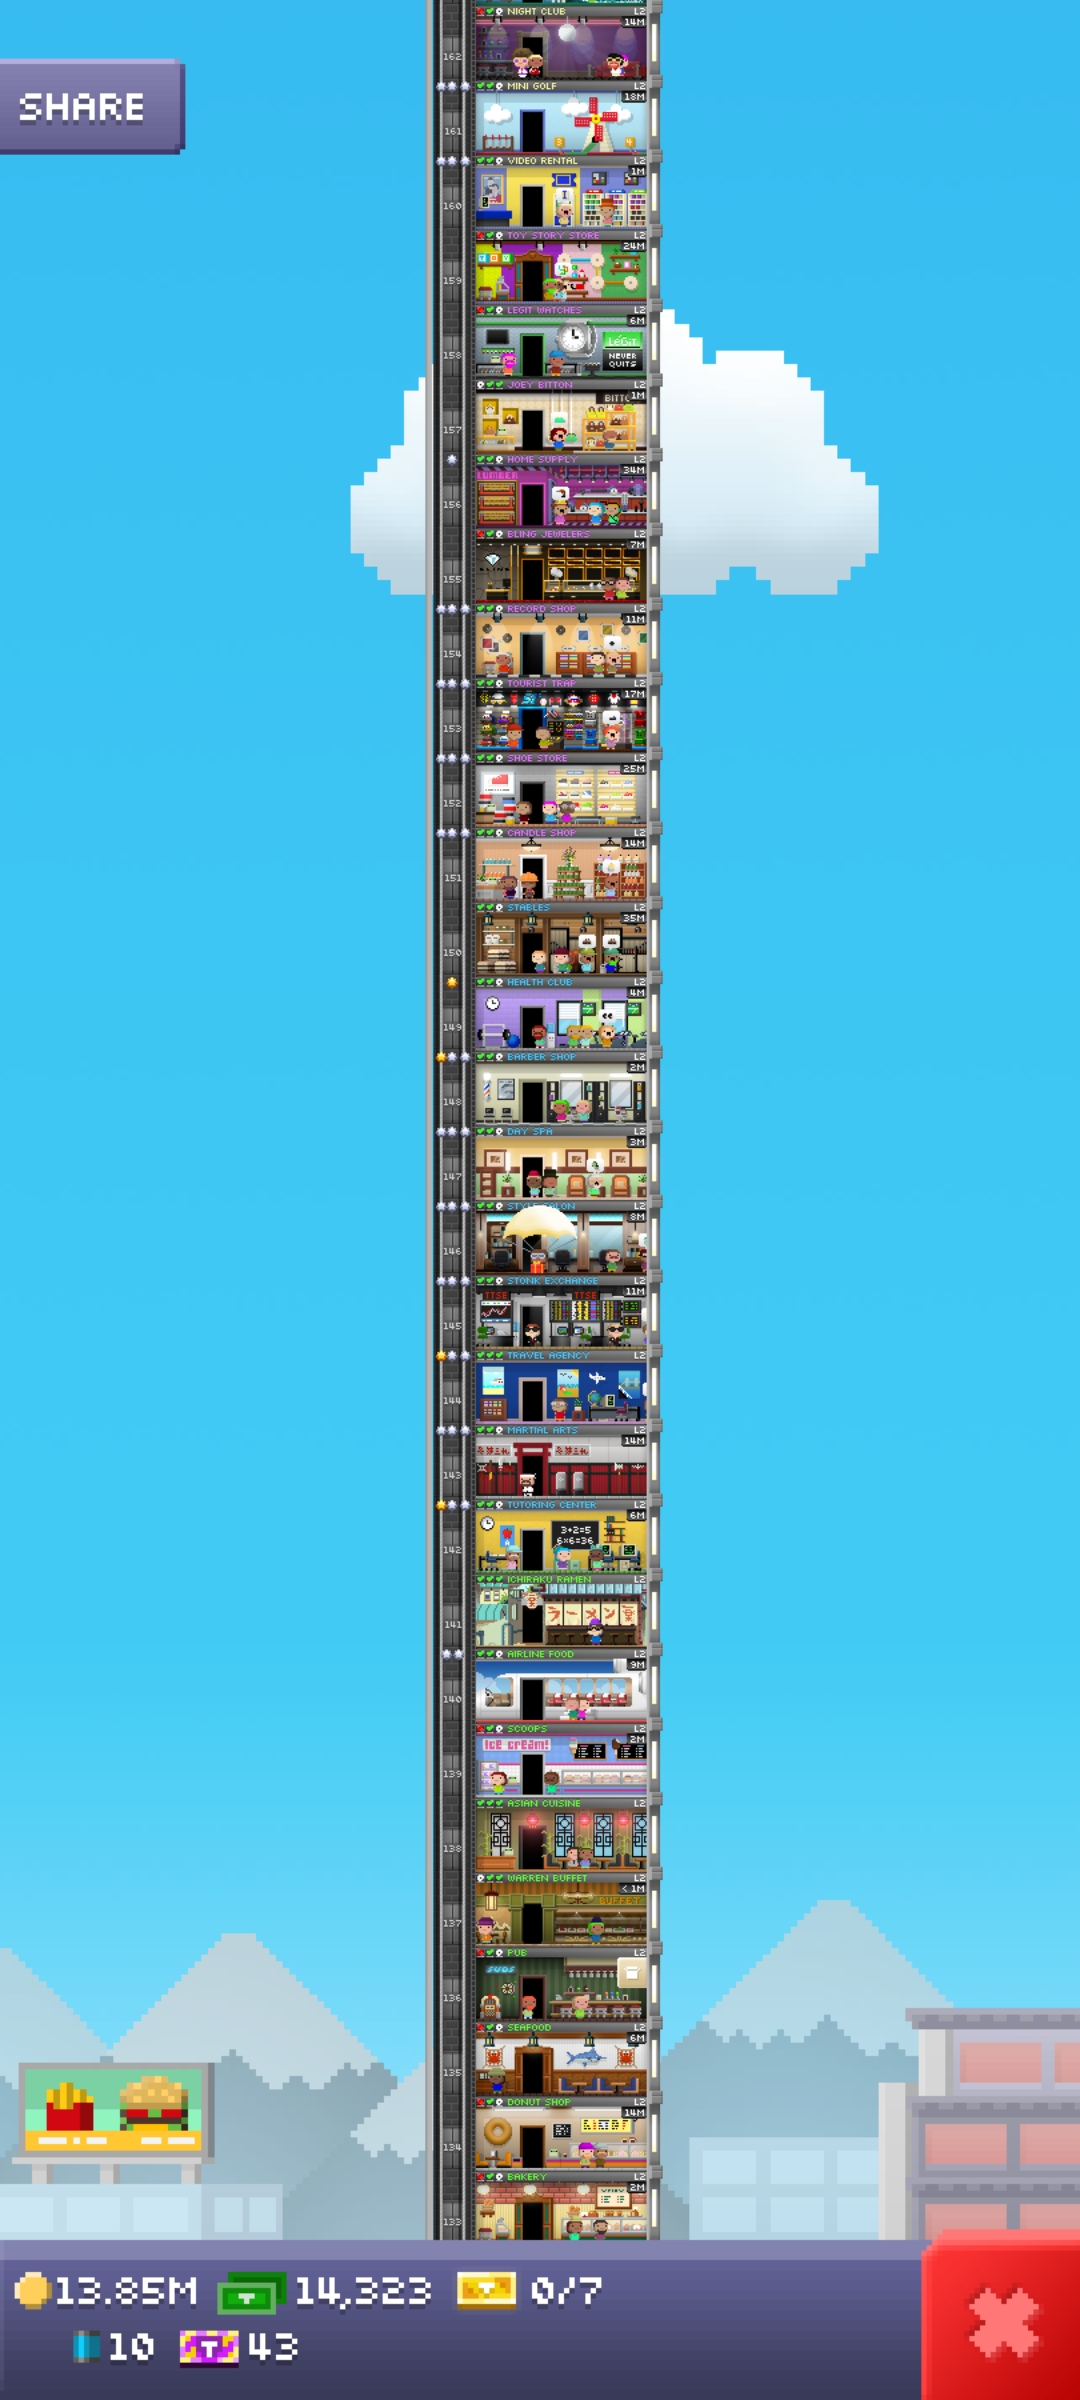 NIGHT CLUB L2
14M
162
SHARE
MINI GOLF L2
18M
161
VIDEO RENTAL L2
1M
160
TOY STORY STORE L2
24M
TOY
159
LEGIT WATCHES L2
6M
LéGiT
NEVER
QUITS
158
JOEY BITTON L2
1M
BITTO
157
HOME SUPPLY L2
34M
LUMBER
156
BLING JEWELERS L2
7M
155
RECORD SHOP L2
11M
154
TOURIST TRAP L2
17M
153
SHOE STORE L2
25M
152
CANDLE SHOP L2
14M
151
STABLES L2
35M
150
HEALTH CLUB L2
4M
149
BARBER SHOP L2
2M
148
DAY SPA L2
3M
147
L2
8M
146
STONK EXCHANGE L2
11M
TTSE TTSE
145
TRAVEL AGENCY L2
144
MARTIAL ARTS L2
14M
143
TUTORING CENTER L2
6M
3+2=5
6×6=36
142
ICHIRAKU RAMEN L2
ラーメン
141
AIRLINE FOOD L2
9M
140
SCOOPS L2
2M
Ice cream!
139
ASIAN CUISINE L2
138
WARREN BUFFET L2
< 1M
BUFFET
137
PUB L2
SUDS
136
SEAFOOD L2
6M
135
DONUT SHOP L2
14M
134
BAKERY L2
2M
133
13.85M 14,323 0/7
10 43